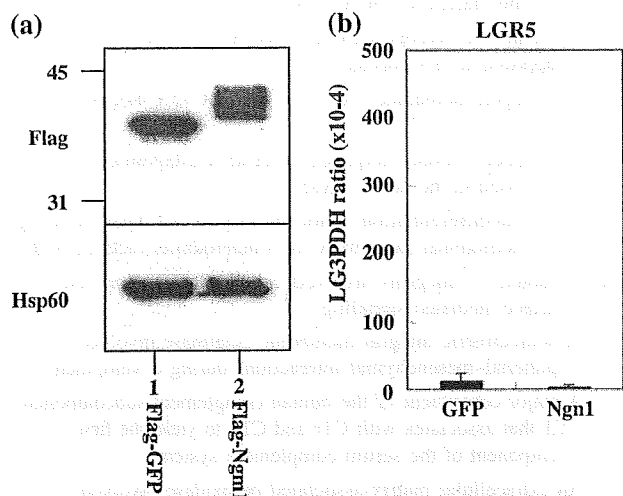 (a)
45
Flag
31
Hsp60
1 Flag-GFP
2 Flag-Ngn1
(b)
LGR5
LG3PDH ratio (x10-4)
500
400
300
200
100
0
GFP
Ngn1